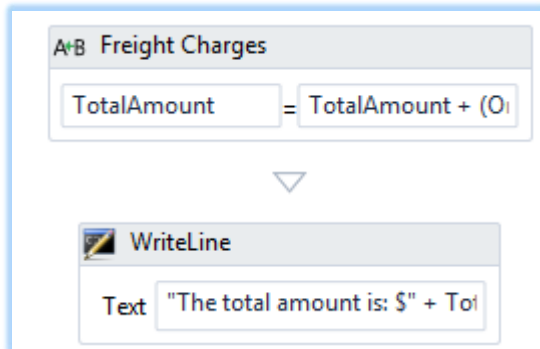 A+B Freight Charges
TotalAmount = TotalAmount + (O
WriteLine
Text "The total amount is: $" + Tot